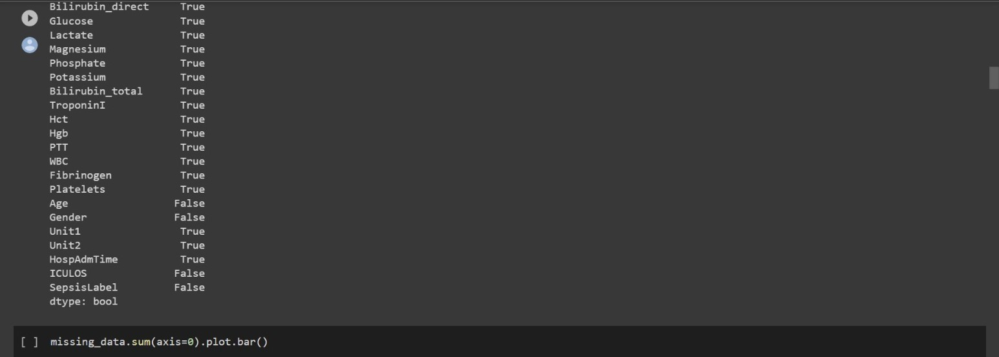 Bilirubin_direct     True
Glucose              True
Lactate              True
Magnesium            True
Phosphate            True
Potassium            True
Bilirubin_total      True
TroponinI            True
Hct                  True
Hgb                  True
PTT                  True
WBC                  True
Fibrinogen           True
Platelets            True
Age                 False
Gender              False
Unit1                True
Unit2                True
HospAdmTime          True
ICULOS              False
SepsisLabel         False
dtype: bool
[ ] missing_data.sum(axis=0).plot.bar()